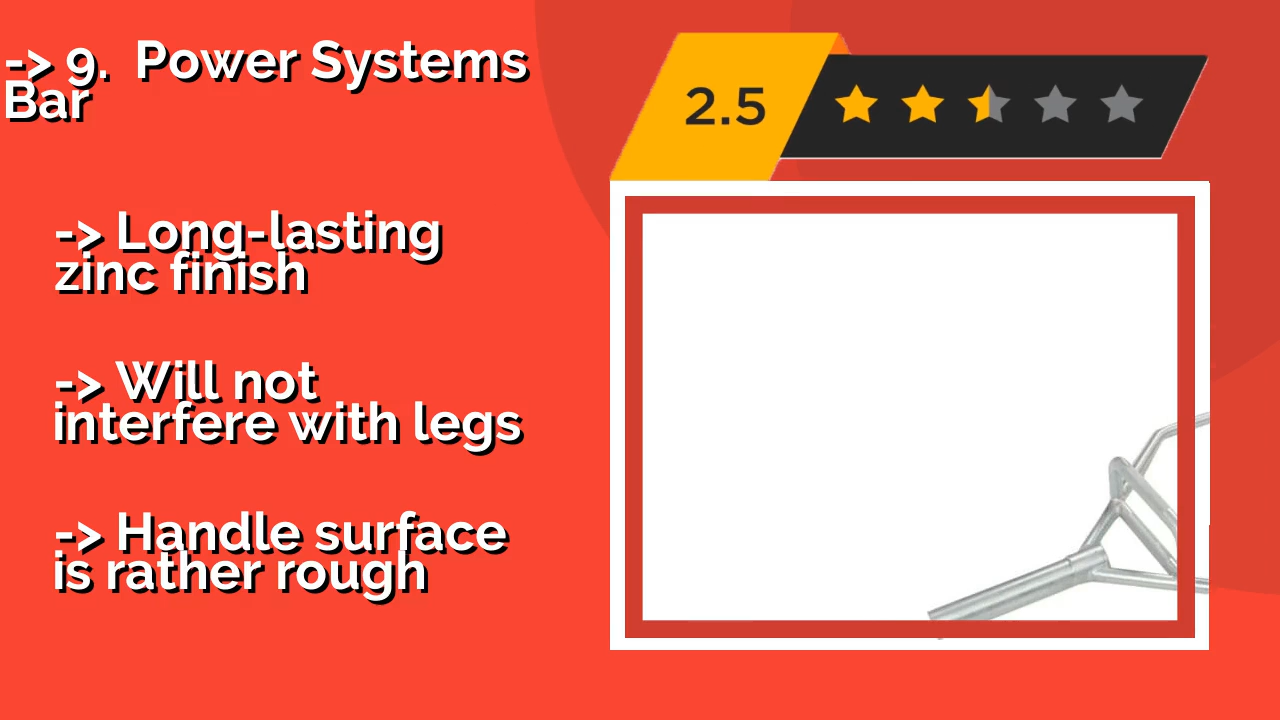 -> 9.  Power Systems
Bar
2.5
-> Long-lasting
zinc finish
-> Will not
interfere with legs
-> Handle surface
is rather rough